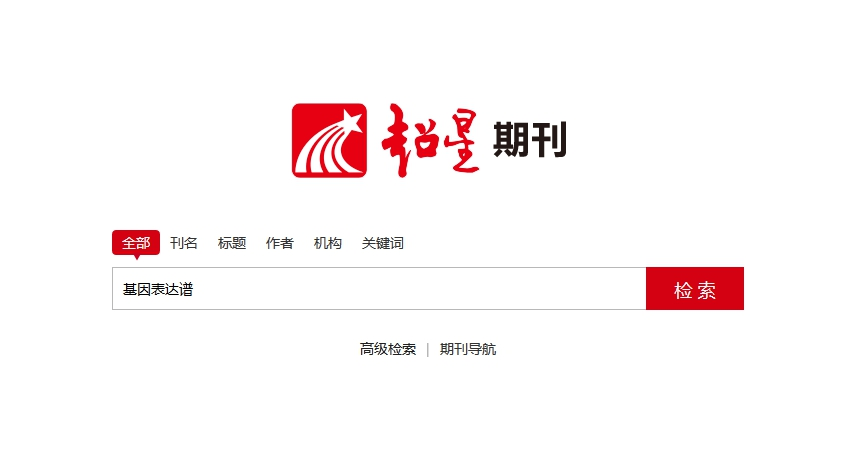 超星 期刊
全部 刊名 标题 作者 机构 关键词
基因表达谱 检索
高级检索 | 期刊导航